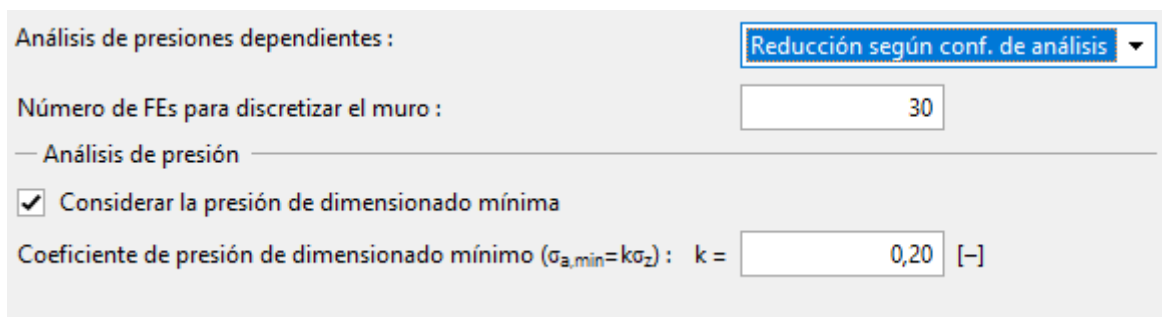 Análisis de presiones dependientes :
Reducción según conf. de análisis
Número de FEs para discretizar el muro :
30
Análisis de presión
Considerar la presión de dimensionado mínima
Coeficiente de presión de dimensionado mínimo (σa,min=kσz) : k = 0,20 [–]